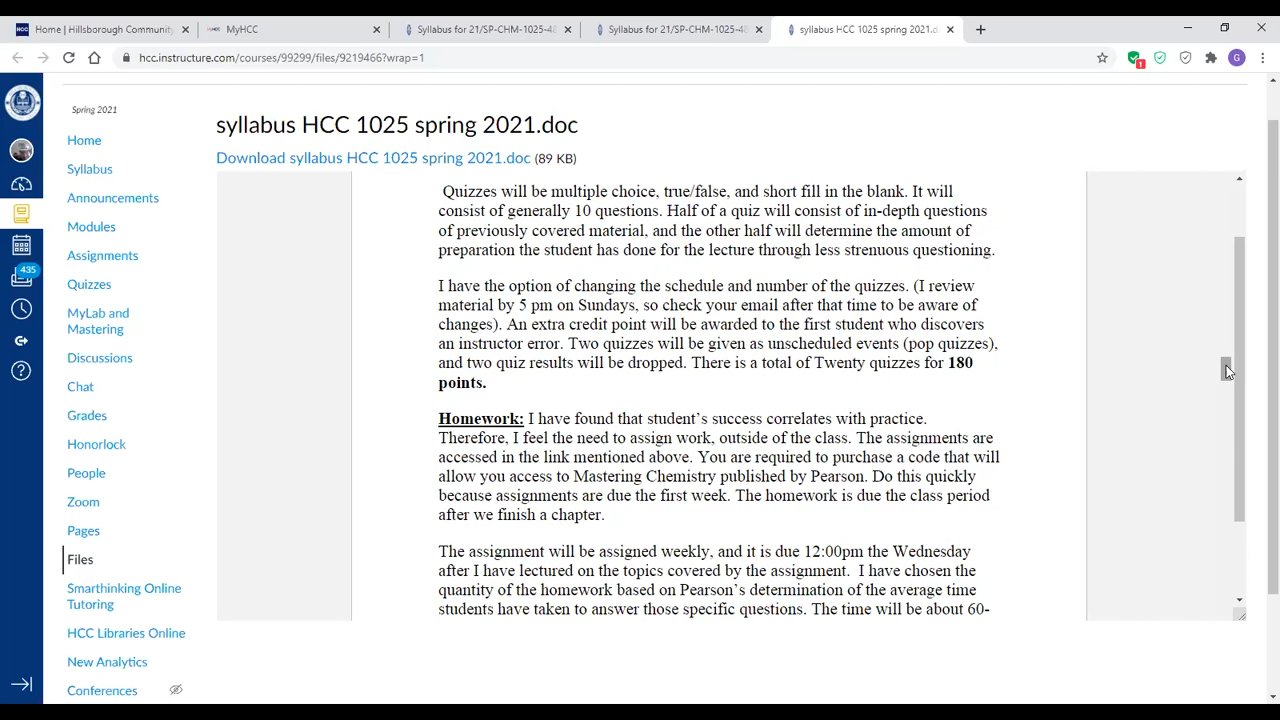 Home | Hillsborough Community
MyHCC
Syllabus for 21/SP-CHM-1025-48
Syllabus for 21/SP-CHM-1025-48
syllabus HCC 1025 spring 2021.d
hcc.instructure.com/courses/99299/files/9219466?wrap=1
1
G
Spring 2021
Home
Syllabus
Announcements
Modules
Assignments
Quizzes
MyLab and
Mastering
Discussions
Chat
Grades
Honorlock
People
Zoom
Pages
Files
Smarthinking Online
Tutoring
HCC Libraries Online
New Analytics
Conferences
435
syllabus HCC 1025 spring 2021.doc
Download syllabus HCC 1025 spring 2021.doc (89 KB)
Quizzes will be multiple choice, true/false, and short fill in the blank. It will
consist of generally 10 questions. Half of a quiz will consist of in-depth questions
of previously covered material, and the other half will determine the amount of
preparation the student has done for the lecture through less strenuous questioning.
I have the option of changing the schedule and number of the quizzes. (I review
material by 5 pm on Sundays, so check your email after that time to be aware of
changes). An extra credit point will be awarded to the first student who discovers
an instructor error. Two quizzes will be given as unscheduled events (pop quizzes),
and two quiz results will be dropped. There is a total of Twenty quizzes for 180
points.
Homework: I have found that student's success correlates with practice.
Therefore, I feel the need to assign work, outside of the class. The assignments are
accessed in the link mentioned above. You are required to purchase a code that will
allow you access to Mastering Chemistry published by Pearson. Do this quickly
because assignments are due the first week. The homework is due the class period
after we finish a chapter.
The assignment will be assigned weekly, and it is due 12:00pm the Wednesday
after I have lectured on the topics covered by the assignment. I have chosen the
quantity of the homework based on Pearson's determination of the average time
students have taken to answer those specific questions. The time will be about 60-